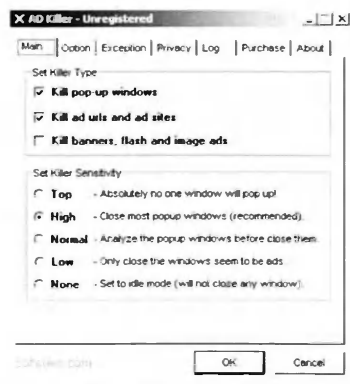 X AD Killer - Unregistered
Main Option Exception Privacy Log Purchase About
Set Killer Type
Kill pop-up windows
Kill ad urls and ad sites
Kill banners, flash and image ads
Set Killer Sensitivity
Top - Absolutely no one window will pop up!
High - Close most popup windows (recommended).
Normal - Analyze the popup windows before close them.
Low - Only close the windows seem to be ads.
None - Set to idle mode (will not close any window).
OK Cancel